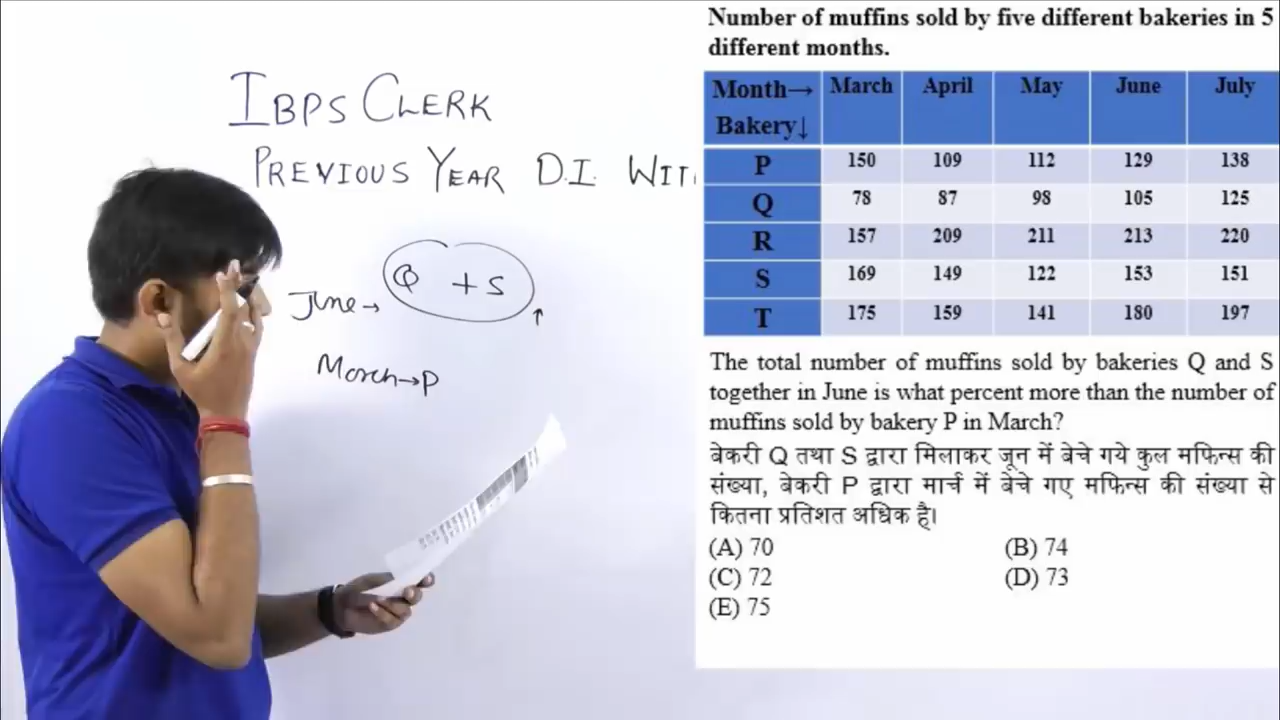 IBPS CLERK
PREVIOUS YEAR D.I. WITH
June → Q + S ↑
March → P
Number of muffins sold by five different bakeries in 5
different months.
Month→ Bakery↓ March April May June July
P 150 109 112 129 138
Q 78 87 98 105 125
R 157 209 211 213 220
S 169 149 122 153 151
T 175 159 141 180 197
The total number of muffins sold by bakeries Q and S
together in June is what percent more than the number of
muffins sold by bakery P in March?
बेकरी Q तथा S द्वारा मिलाकर जून में बेचे गये कुल मफिन्स की
संख्या, बेकरी P द्वारा मार्च में बेचे गए मफिन्स की संख्या से
कितना प्रतिशत अधिक है।
(A) 70 (B) 74
(C) 72 (D) 73
(E) 75